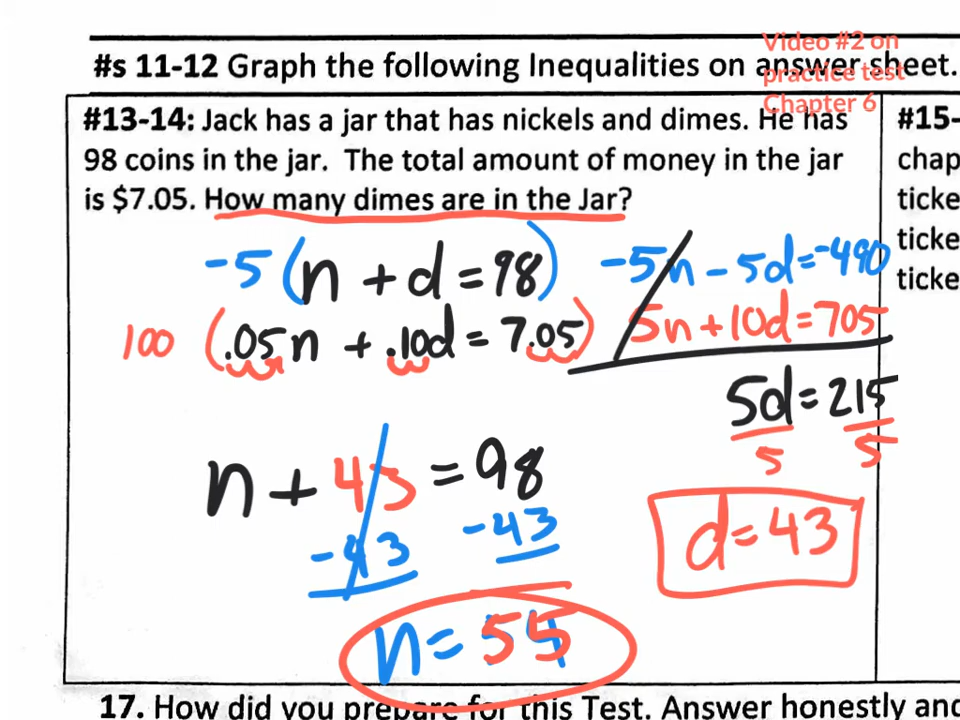 Video #2 on
practice test
Chapter 6
#s 11-12 Graph the following Inequalities on answer sheet.
#13-14: Jack has a jar that has nickels and dimes. He has
98 coins in the jar. The total amount of money in the jar
is $7.05. How many dimes are in the Jar?
-5 (n + d = 98)
100 (.05n + .10d = 7.05)
-5n - 5d = -490
5n + 10d = 705
5d = 215
5 5
d = 43
n + 43 = 98
-43 -43
n = 55
#15-
chap
ticke
ticke
ticke
17. How did you prepare for this Test. Answer honestly and